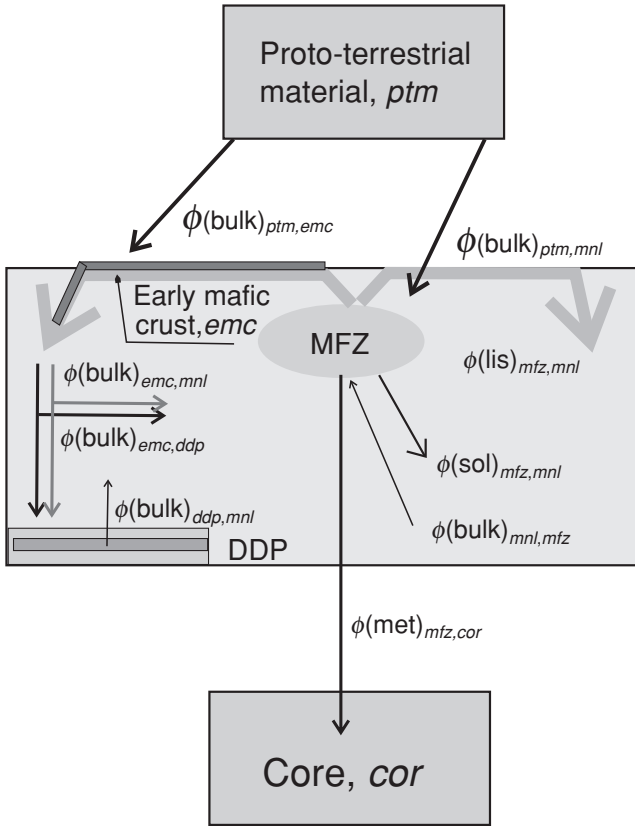 Proto-terrestrial
material, ptm
ϕ(bulk)ptm,emc
ϕ(bulk)ptm,mnl
Early mafic
crust, emc
MFZ
ϕ(lis)mfz,mnl
ϕ(bulk)emc,mnl
ϕ(bulk)emc,ddp
ϕ(sol)mfz,mnl
ϕ(bulk)ddp,mnl
ϕ(bulk)mnl,mfz
DDP
ϕ(met)mfz,cor
Core, cor